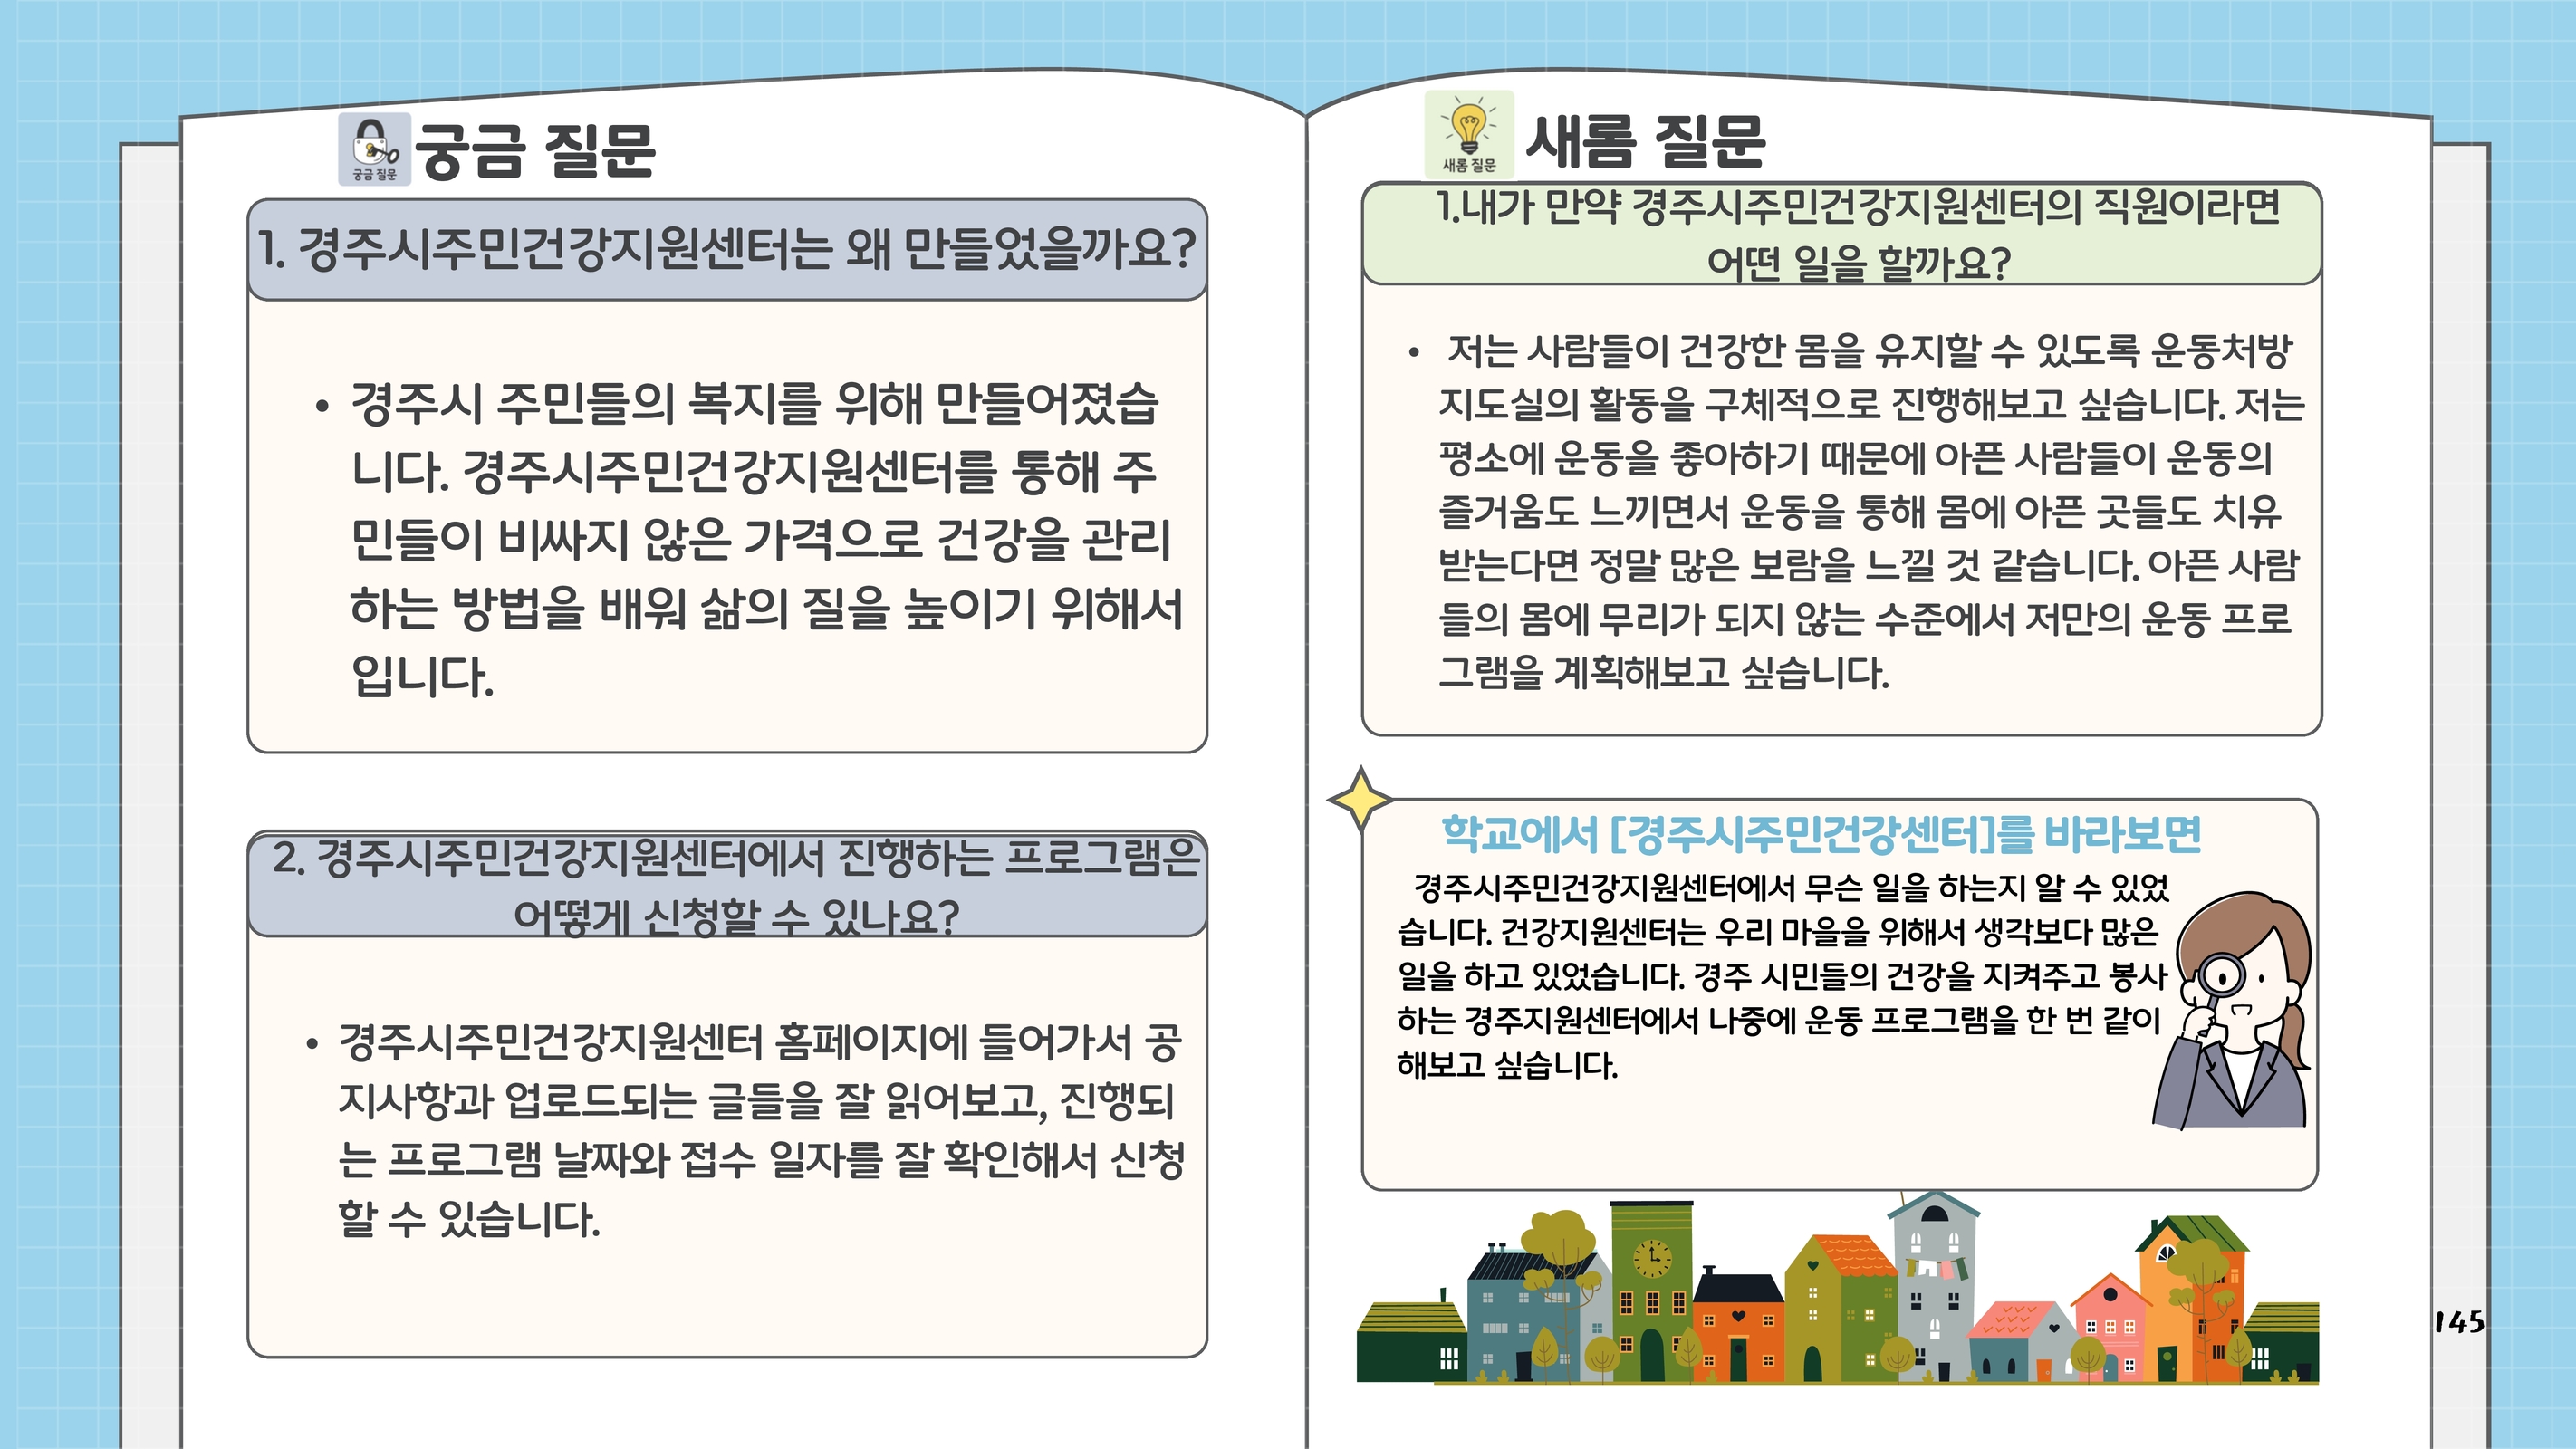 궁금 질문
궁금 질문
1. 경주시주민건강지원센터는 왜 만들었을까요?
• 경주시 주민들의 복지를 위해 만들어졌습
니다. 경주시주민건강지원센터를 통해 주
민들이 비싸지 않은 가격으로 건강을 관리
하는 방법을 배워 삶의 질을 높이기 위해서
입니다.
2. 경주시주민건강지원센터에서 진행하는 프로그램은
어떻게 신청할 수 있나요?
• 경주시주민건강지원센터 홈페이지에 들어가서 공
지사항과 업로드되는 글들을 잘 읽어보고, 진행되
는 프로그램 날짜와 접수 일자를 잘 확인해서 신청
할 수 있습니다.
새롬 질문
새롬 질문
1.내가 만약 경주시주민건강지원센터의 직원이라면
어떤 일을 할까요?
• 저는 사람들이 건강한 몸을 유지할 수 있도록 운동처방
지도실의 활동을 구체적으로 진행해보고 싶습니다. 저는
평소에 운동을 좋아하기 때문에 아픈 사람들이 운동의
즐거움도 느끼면서 운동을 통해 몸에 아픈 곳들도 치유
받는다면 정말 많은 보람을 느낄 것 같습니다. 아픈 사람
들의 몸에 무리가 되지 않는 수준에서 저만의 운동 프로
그램을 계획해보고 싶습니다.
학교에서 [경주시주민건강센터]를 바라보면
경주시주민건강지원센터에서 무슨 일을 하는지 알 수 있었
습니다. 건강지원센터는 우리 마을을 위해서 생각보다 많은
일을 하고 있었습니다. 경주 시민들의 건강을 지켜주고 봉사
하는 경주지원센터에서 나중에 운동 프로그램을 한 번 같이
해보고 싶습니다.
145